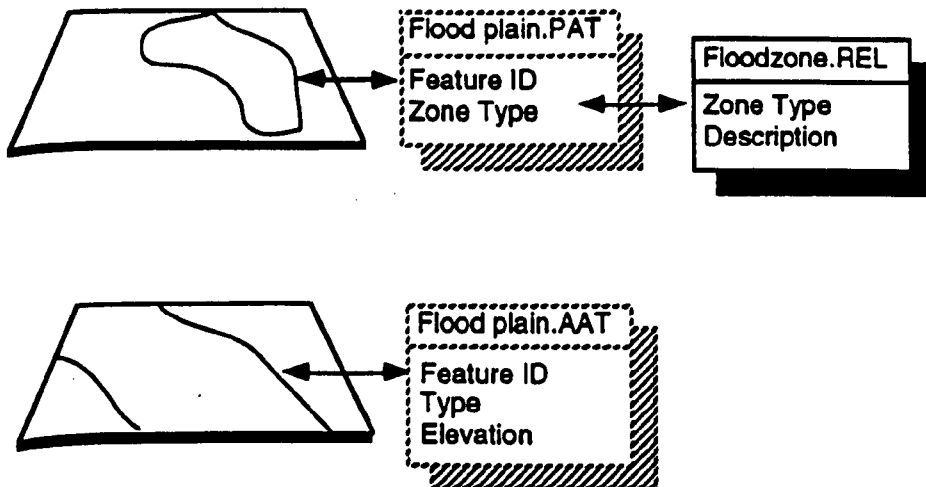 Flood plain.PAT
Feature ID
Zone Type
Floodzone.REL
Zone Type
Description
Flood plain.AAT
Feature ID
Type
Elevation